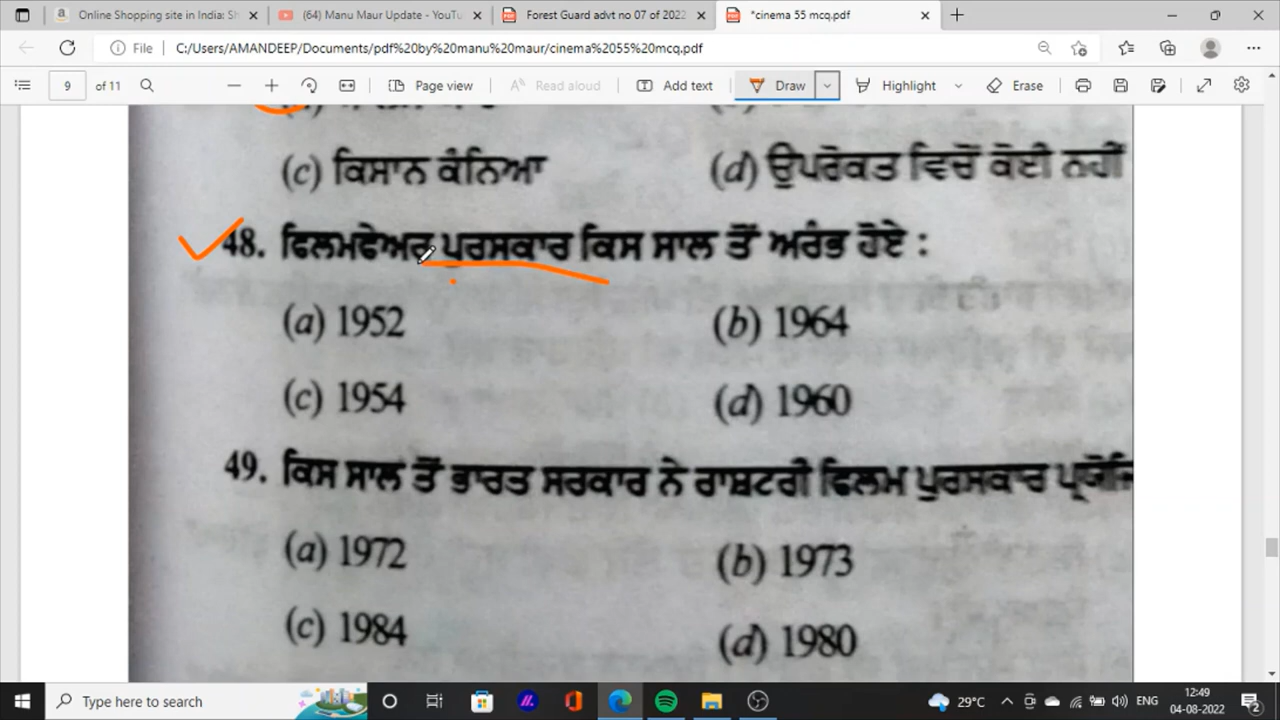 Online Shopping site in India: Sh
(64) Manu Maur Update - YouTu
Forest Guard advt no 07 of 2022
*cinema 55 mcq.pdf
File C:/Users/AMANDEEP/Documents/pdf%20by%20manu%20maur/cinema%2055%20mcq.pdf
9 of 11 Page view Read aloud Add text Draw Highlight Erase
(c) ਕਿਸਾਨ ਕੰਨਿਆ (d) ਉਪਰੋਕਤ ਵਿਚੋਂ ਕੋਈ ਨਹੀਂ
48. ਫਿਲਮਫੇਅਰ ਪੁਰਸਕਾਰ ਕਿਸ ਸਾਲ ਤੋਂ ਅਰੰਭ ਹੋਏ :
(a) 1952 (b) 1964
(c) 1954 (d) 1960
49. ਕਿਸ ਸਾਲ ਤੋਂ ਭਾਰਤ ਸਰਕਾਰ ਨੇ ਰਾਸ਼ਟਰੀ ਫਿਲਮ ਪੁਰਸਕਾਰ
(a) 1972 (b) 1973
(c) 1984 (d) 1980
Type here to search 29°C ENG 12:49
04-08-2022 2